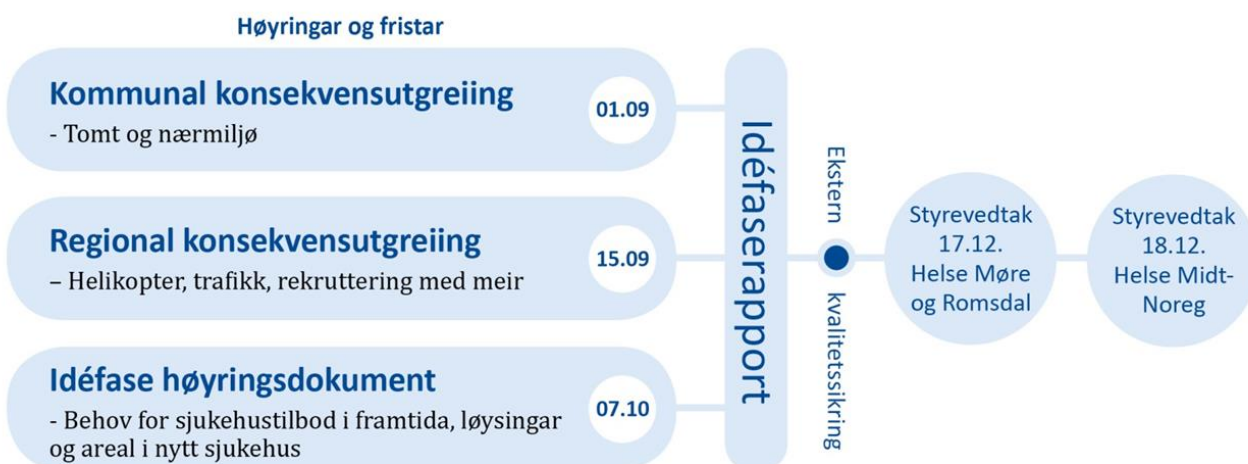 Høyringar og fristar
Kommunal konsekvensutgreiing
- Tomt og nærmiljø
01.09
Regional konsekvensutgreiing
– Helikopter, trafikk, rekruttering med meir
15.09
Idéfase høyringsdokument
- Behov for sjukehustilbod i framtida, løysingar
og areal i nytt sjukehus
07.10
Idéfaserapport
Ekstern
kvalitetssikring
Styrevedtak
17.12.
Helse Møre
og Romsdal
Styrevedtak
18.12.
Helse Midt-
Noreg